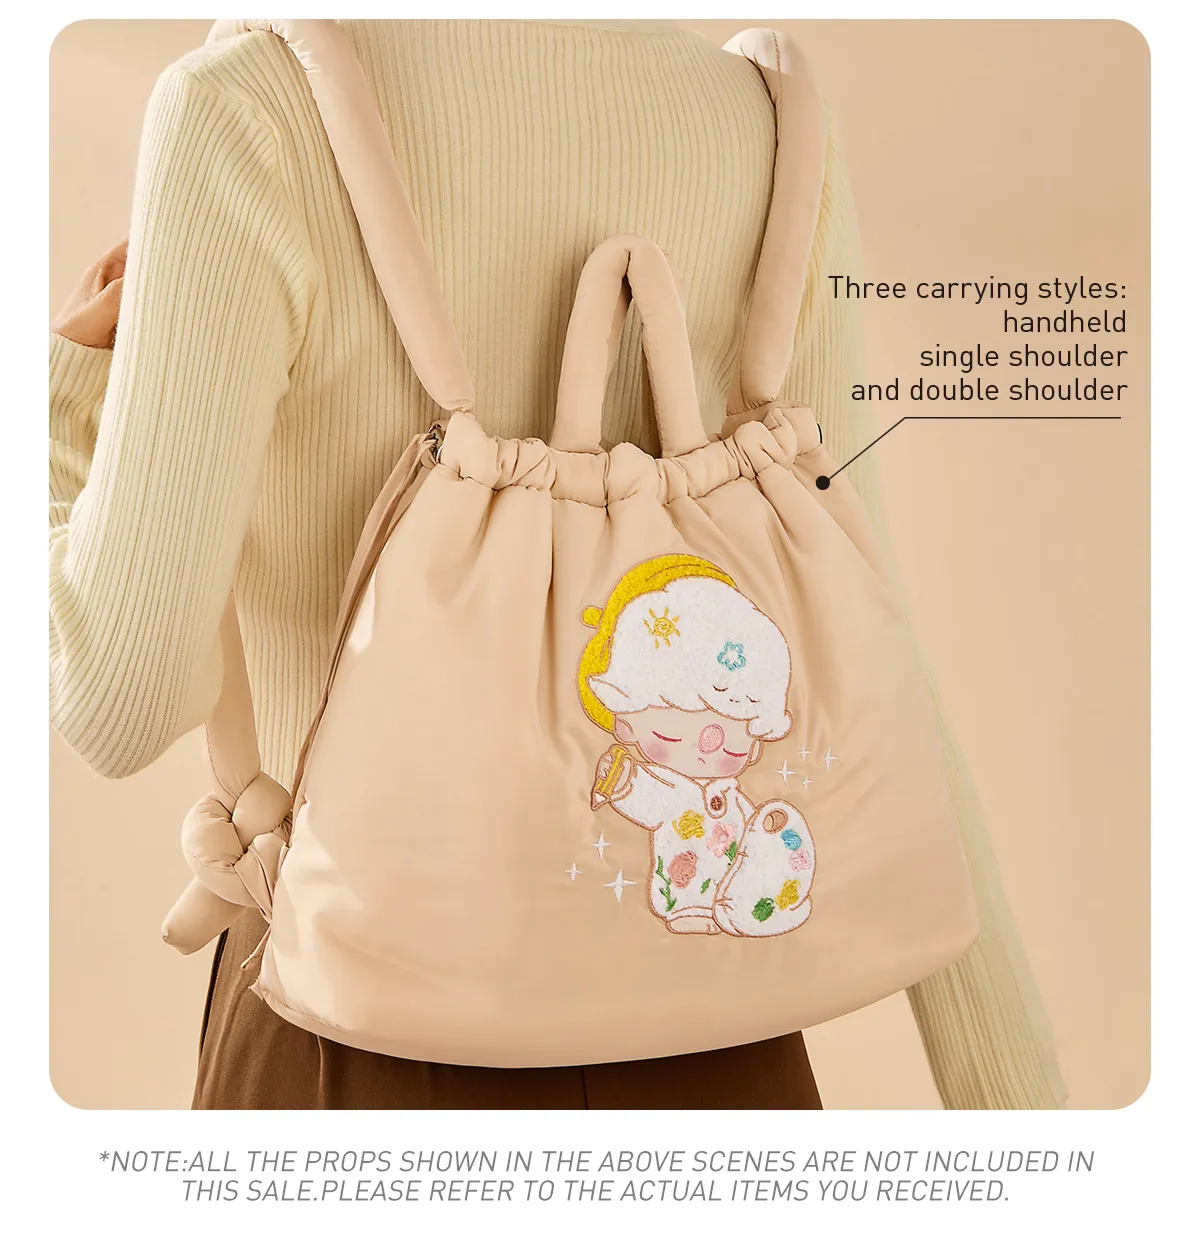 Three carrying styles:
handheld
single shoulder
and double shoulder
*NOTE:ALL THE PROPS SHOWN IN THE ABOVE SCENES ARE NOT INCLUDED IN
THIS SALE.PLEASE REFER TO THE ACTUAL ITEMS YOU RECEIVED.